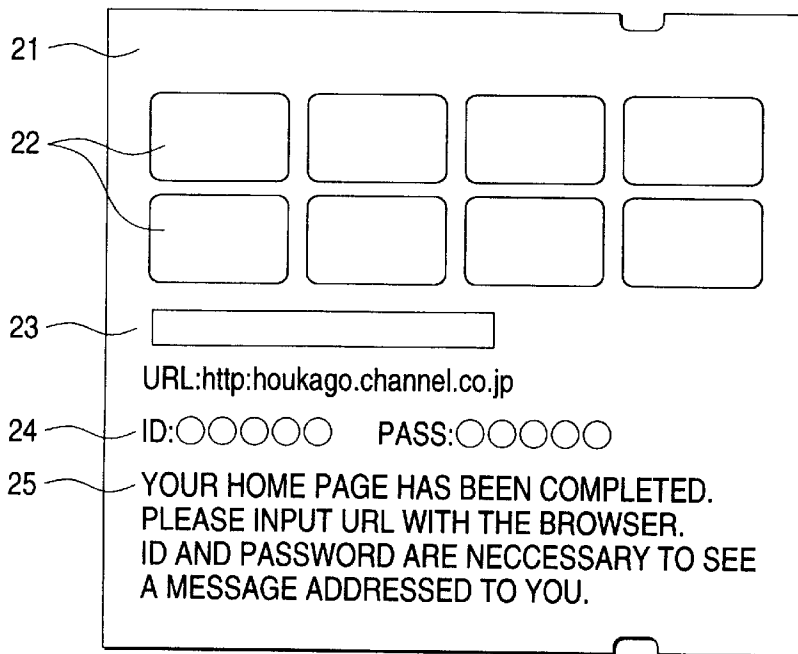 21
22
23
URL:http:houkago.channel.co.jp
24 ID:○○○○○ PASS:○○○○○
25 YOUR HOME PAGE HAS BEEN COMPLETED.
PLEASE INPUT URL WITH THE BROWSER.
ID AND PASSWORD ARE NECCESSARY TO SEE
A MESSAGE ADDRESSED TO YOU.